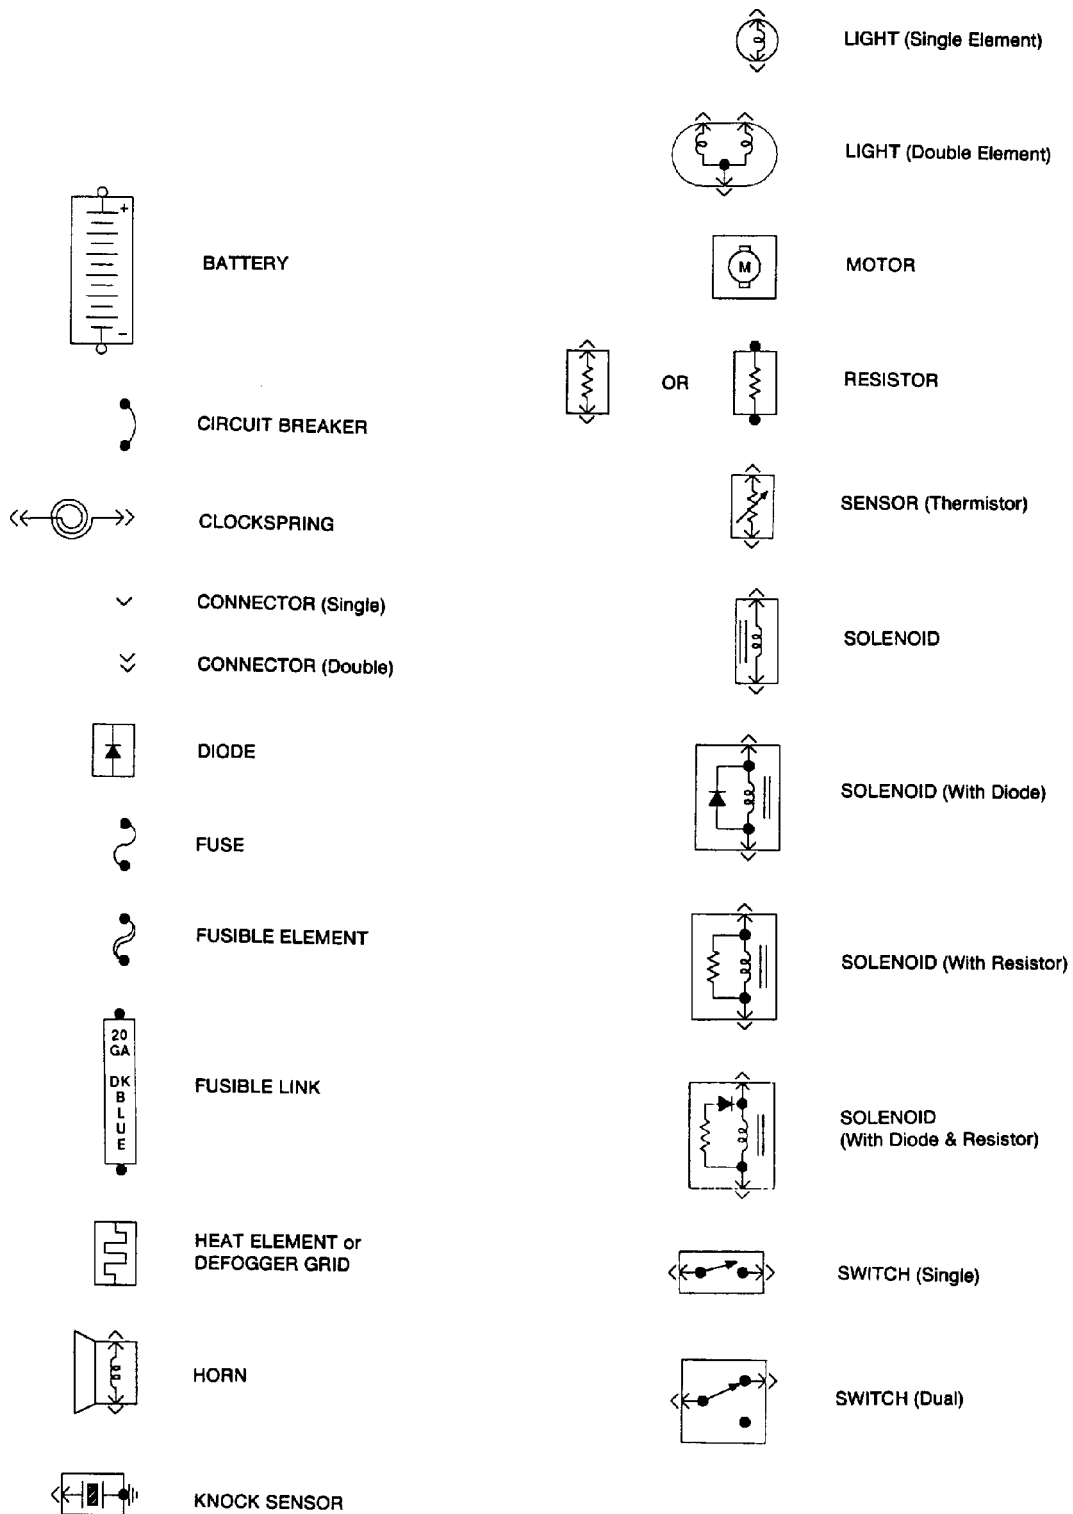 BATTERY
+
−
CIRCUIT BREAKER
CLOCKSPRING
CONNECTOR (Single)
CONNECTOR (Double)
DIODE
FUSE
FUSIBLE ELEMENT
20
GA
DK
B
L
U
E
FUSIBLE LINK
HEAT ELEMENT or
DEFOGGER GRID
HORN
KNOCK SENSOR
LIGHT (Single Element)
LIGHT (Double Element)
M
MOTOR
OR
RESISTOR
SENSOR (Thermistor)
SOLENOID
SOLENOID (With Diode)
SOLENOID (With Resistor)
SOLENOID
(With Diode & Resistor)
SWITCH (Single)
SWITCH (Dual)